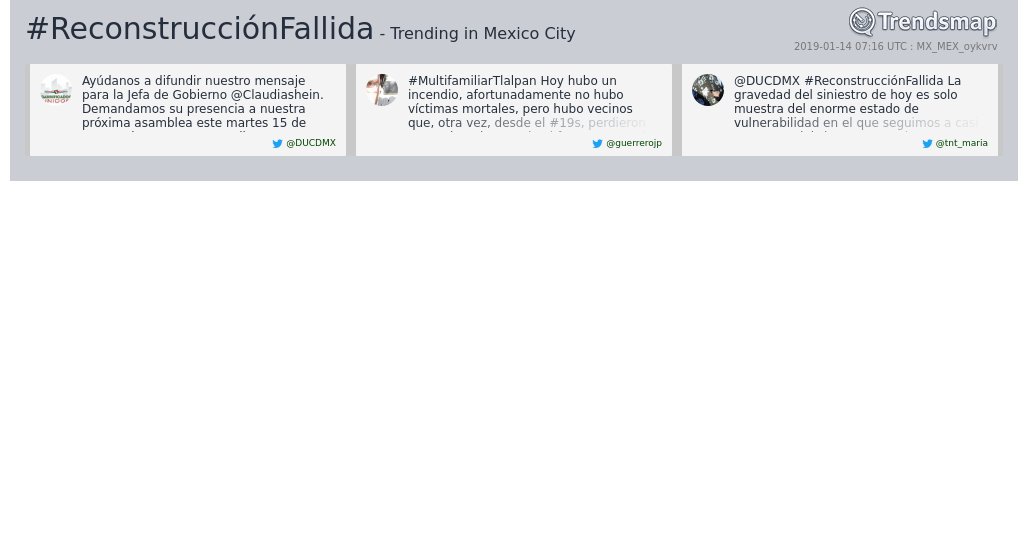 #ReconstrucciónFallida - Trending in Mexico City
Trendsmap
2019-01-14 07:16 UTC : MX_MEX_oykvrv
Ayúdanos a difundir nuestro mensaje
para la Jefa de Gobierno @Claudiashein.
Demandamos su presencia a nuestra
próxima asamblea este martes 15 de
@DUCDMX
#MultifamiliarTlalpan Hoy hubo un
incendio, afortunadamente no hubo
víctimas mortales, pero hubo vecinos
que, otra vez, desde el #19s, perdieron
@guerrerojp
@DUCDMX #ReconstrucciónFallida La
gravedad del siniestro de hoy es solo
muestra del enorme estado de
vulnerabilidad en el que seguimos a casi
@tnt_maria